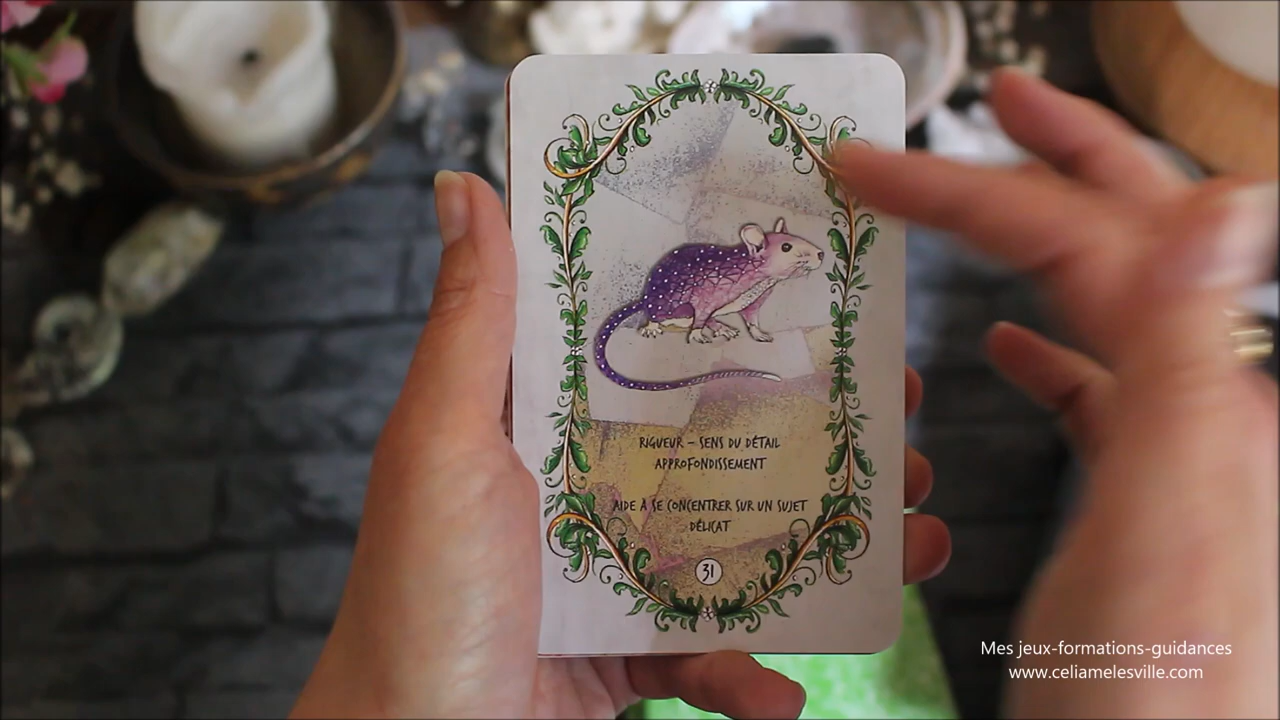 RIGUEUR – SENS DU DÉTAIL
APPROFONDISSEMENT
AIDE À SE CONCENTRER SUR UN SUJET
DÉLICAT
31
Mes jeux-formations-guidances
www.celiamelesville.com